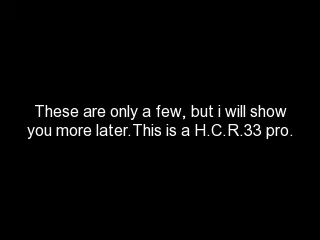 These are only a few, but i will show
you more later.This is a H.C.R.33 pro.